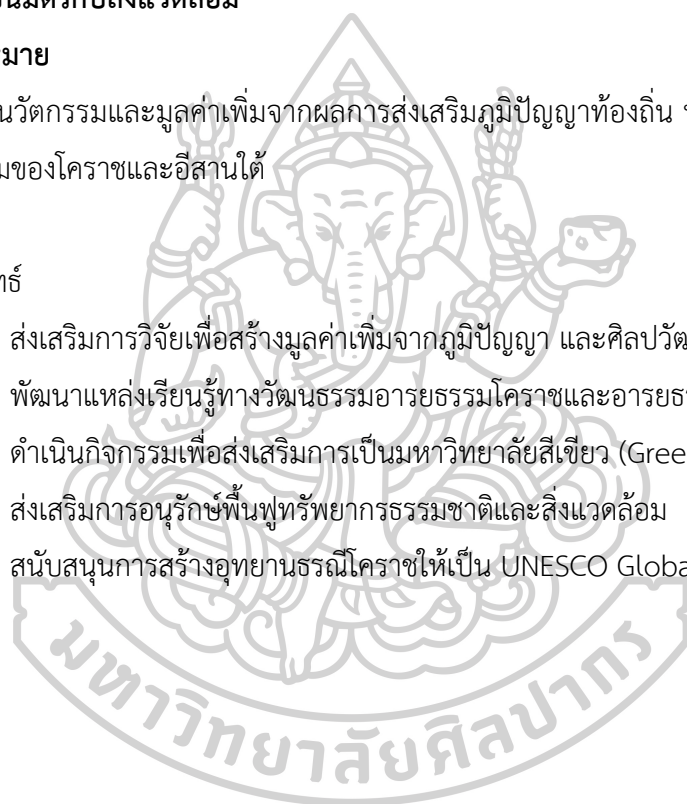 มาย
นวัตกรรมและมูลค่าเพิ่มจากผลการส่งเสริมภูมิปัญญาท้องถิ่น
มของโคราชและอีสานใต้
ทธ์
ส่งเสริมการวิจัยเพื่อสร้างมูลค่าเพิ่มจากภูมิปัญญา และศิลปวัฒ
พัฒนาแหล่งเรียนรู้ทางวัฒนธรรมอารยธรรมโคราชและอารยธ
ดำเนินกิจกรรมเพื่อส่งเสริมการเป็นมหาวิทยาลัยสีเขียว (Gree
ส่งเสริมการอนุรักษ์พื้นฟูทรัพยากรธรรมชาติและสิ่งแวดล้อม
สนับสนุนการสร้างอุทยานธรณีโคราชให้เป็น UNESCO Globa
มหาวิทยาลัยศิลปากร